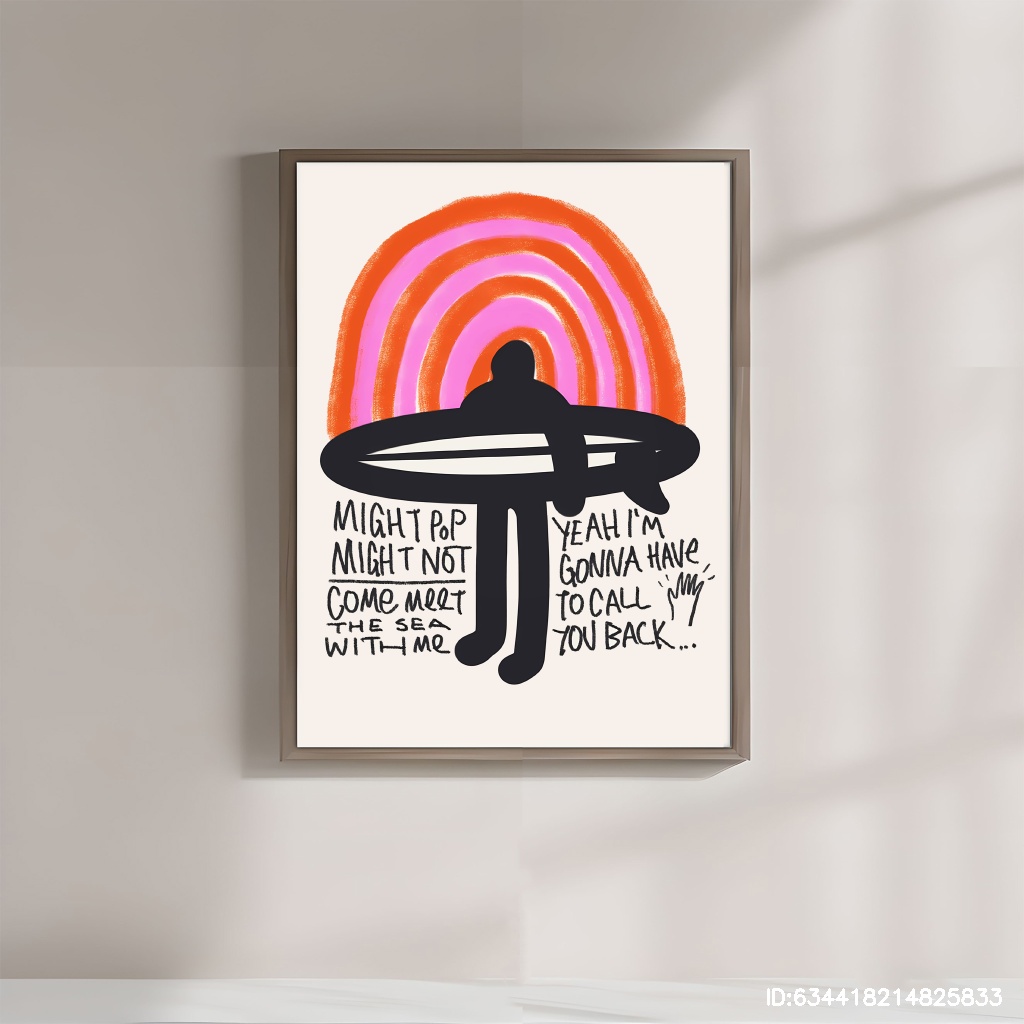 MIGHT POP
MIGHT NOT
COME MEET
THE SEA
WITH ME
YEAH I'M
GONNA HAVE
TO CALL
YOU BACK...
ID:634418214825833